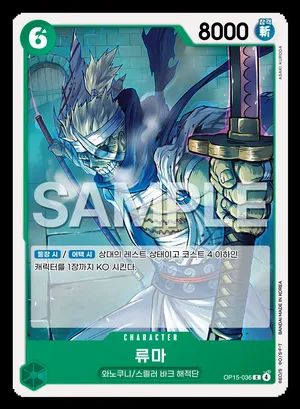 6
8000
참격
斬
SAMPLE
등장 시 / 어택 시 상대의 레스트 상태이고 코스트 4 이하인
캐릭터를 1장까지 KO 시킨다.
CHARACTER
류마
와노쿠니/스릴러 바크 해적단
OP15-036